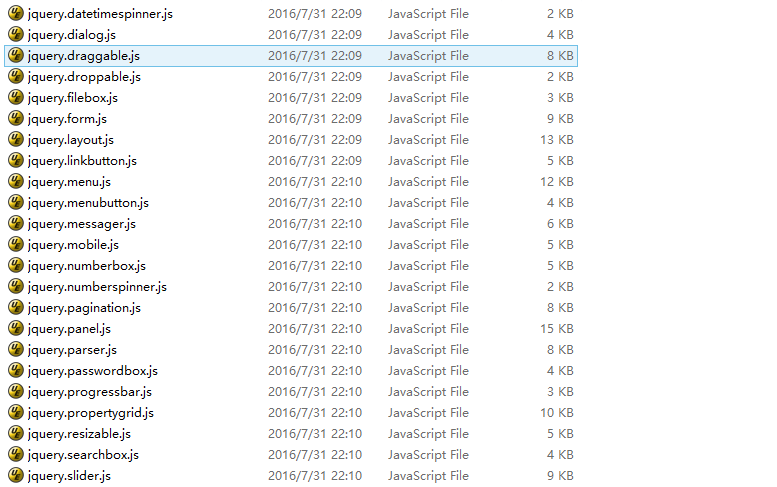 jquery.datetimespinner.js 2016/7/31 22:09 JavaScript File 2 KB
jquery.dialog.js 2016/7/31 22:09 JavaScript File 4 KB
jquery.draggable.js 2016/7/31 22:09 JavaScript File 8 KB
jquery.droppable.js 2016/7/31 22:09 JavaScript File 2 KB
jquery.filebox.js 2016/7/31 22:09 JavaScript File 3 KB
jquery.form.js 2016/7/31 22:09 JavaScript File 9 KB
jquery.layout.js 2016/7/31 22:09 JavaScript File 13 KB
jquery.linkbutton.js 2016/7/31 22:09 JavaScript File 5 KB
jquery.menu.js 2016/7/31 22:10 JavaScript File 12 KB
jquery.menubutton.js 2016/7/31 22:10 JavaScript File 4 KB
jquery.messager.js 2016/7/31 22:10 JavaScript File 6 KB
jquery.mobile.js 2016/7/31 22:10 JavaScript File 5 KB
jquery.numberbox.js 2016/7/31 22:10 JavaScript File 5 KB
jquery.numberspinner.js 2016/7/31 22:10 JavaScript File 2 KB
jquery.pagination.js 2016/7/31 22:10 JavaScript File 8 KB
jquery.panel.js 2016/7/31 22:10 JavaScript File 15 KB
jquery.parser.js 2016/7/31 22:10 JavaScript File 8 KB
jquery.passwordbox.js 2016/7/31 22:10 JavaScript File 4 KB
jquery.progressbar.js 2016/7/31 22:10 JavaScript File 3 KB
jquery.propertygrid.js 2016/7/31 22:10 JavaScript File 10 KB
jquery.resizable.js 2016/7/31 22:10 JavaScript File 5 KB
jquery.searchbox.js 2016/7/31 22:10 JavaScript File 4 KB
jquery.slider.js 2016/7/31 22:10 JavaScript File 9 KB